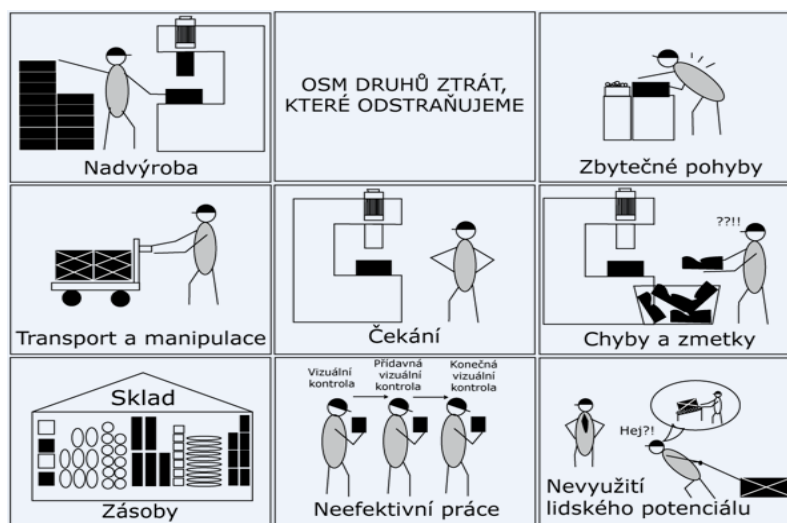 Nadvýroba
OSM DRUHŮ ZTRÁT,
KTERÉ ODSTRAŇUJEME
Zbytečné pohyby
Transport a manipulace
Čekání
??!!
Chyby a zmetky
Sklad
Zásoby
Vizuální
kontrola
Přídavná
vizuální
kontrola
Konečná
vizuální
kontrola
Neefektivní práce
Hej?!
Nevyužití
lidského potenciálu